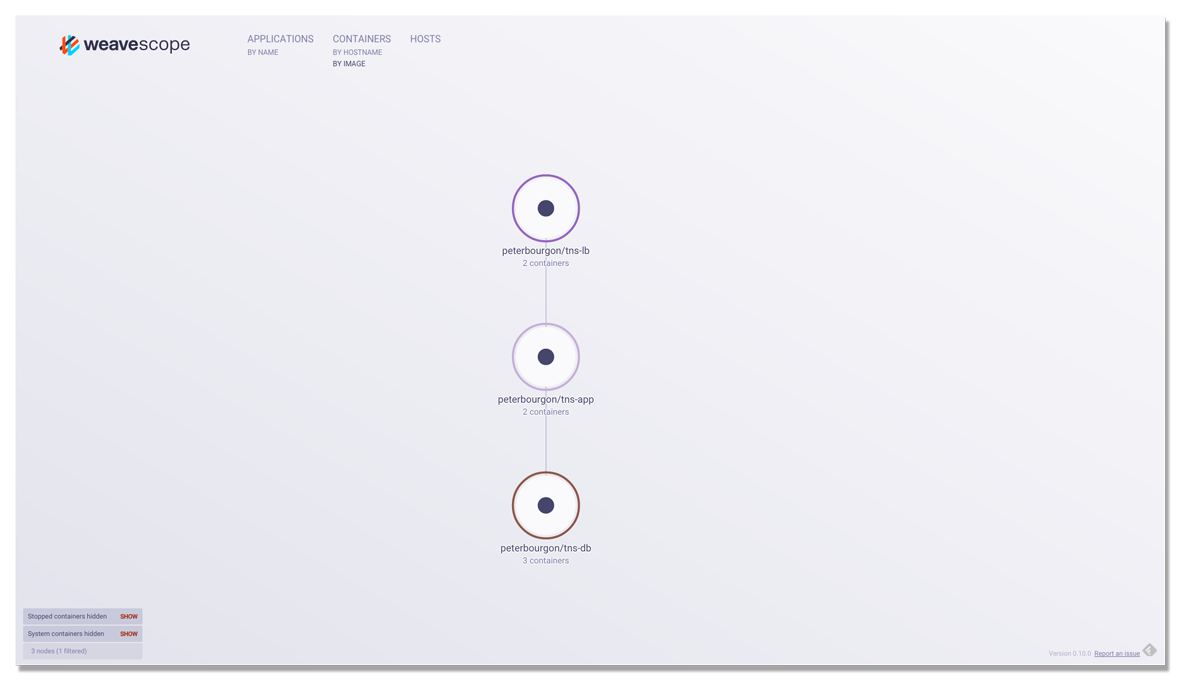 weavescope
APPLICATIONS
BY NAME
CONTAINERS
BY HOSTNAME
BY IMAGE
HOSTS
peterbourgon/tns-lb
2 containers
peterbourgon/tns-app
2 containers
peterbourgon/tns-db
3 containers
Stopped containers hidden SHOW
System containers hidden SHOW
3 nodes (1 filtered)
Version 0.10.0 Report an issue